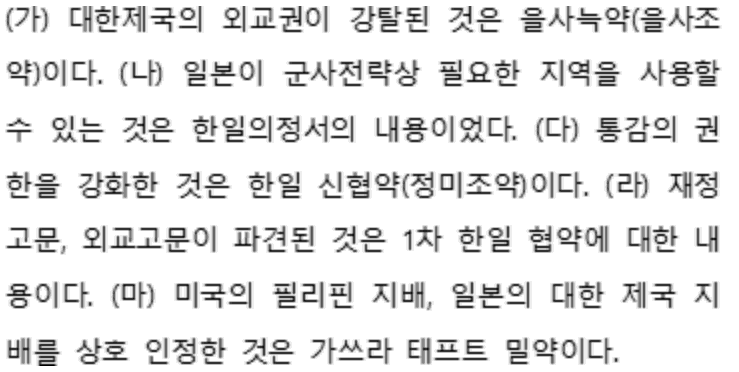 (가) 대한제국의 외교권이 강탈된 것은 을사늑약(을사조
약)이다. (나) 일본이 군사전략상 필요한 지역을 사용할
수 있는 것은 한일의정서의 내용이었다. (다) 통감의 권
한을 강화한 것은 한일 신협약(정미조약)이다. (라) 재정
고문, 외교고문이 파견된 것은 1차 한일 협약에 대한 내
용이다. (마) 미국의 필리핀 지배, 일본의 대한 제국 지
배를 상호 인정한 것은 가쓰라 태프트 밀약이다.